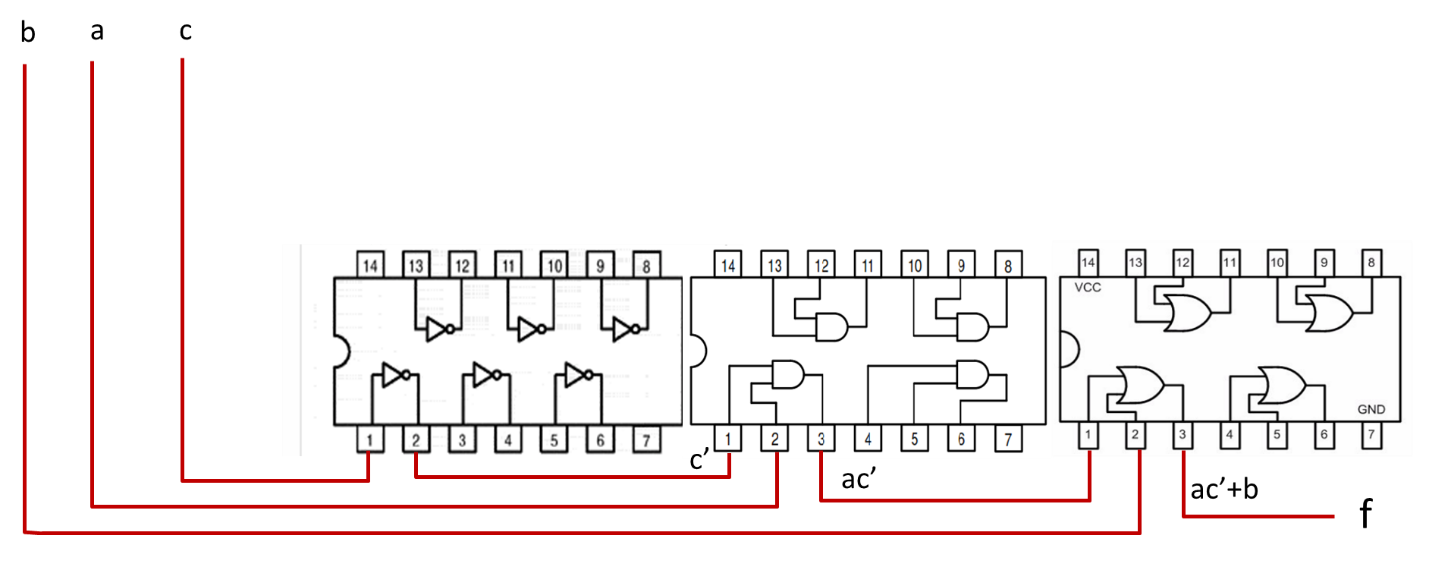 b a c
14 13 12 11 10 9 8
14 13 12 11 10 9 8
14 13 12 11 10 9 8
VCC
GND
1 2 3 4 5 6 7
1 2 3 4 5 6 7
1 2 3 4 5 6 7
c’
ac’
ac’+b
f